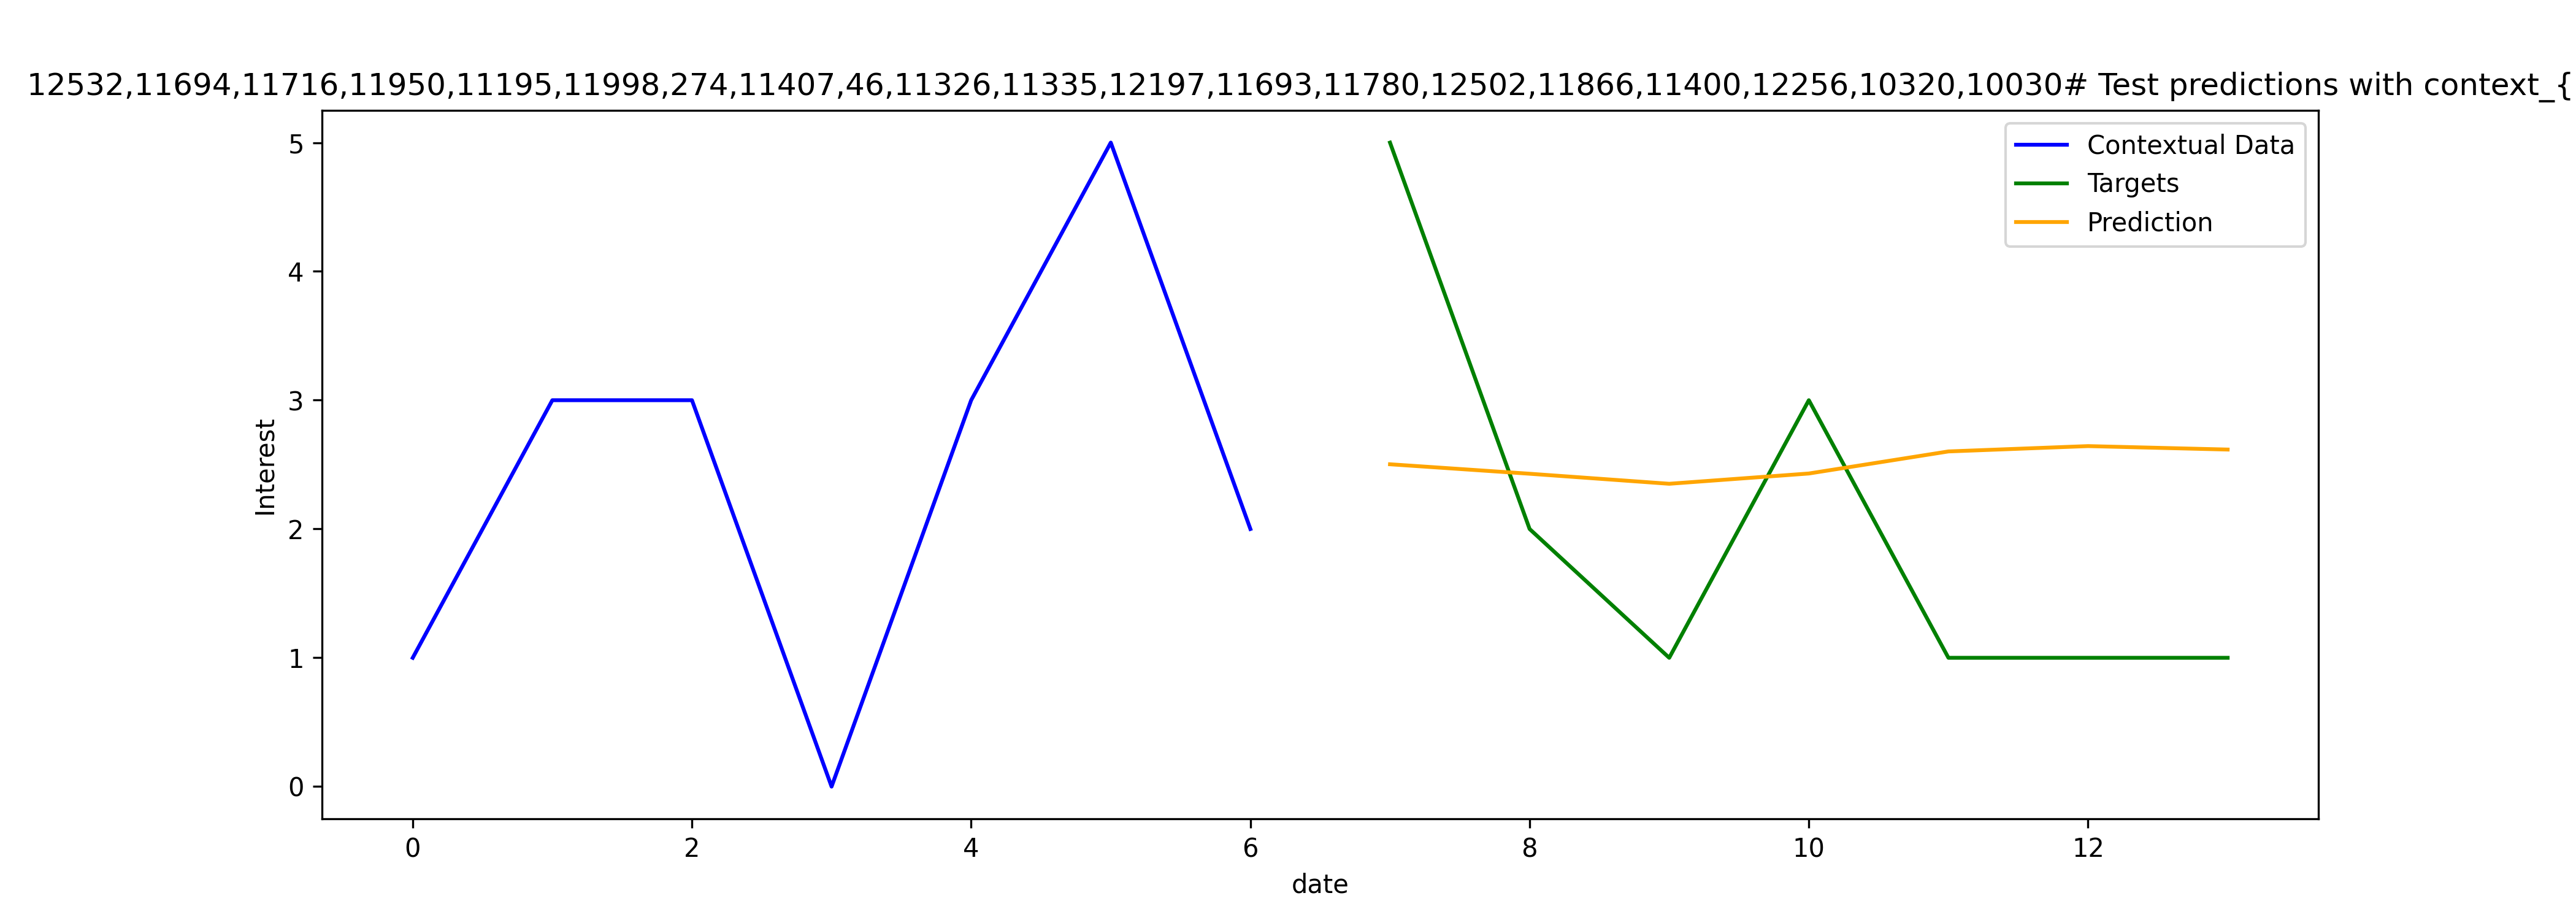 12532,11694,11716,11950,11195,11998,274,11407,46,11326,11335,12197,11693,11780,12502,11866,11400,12256,10320,10030# Test predictions with context_{
Contextual Data
Targets
Prediction
5
4
3
2
1
0
Interest
0 2 4 6 8 10 12
date